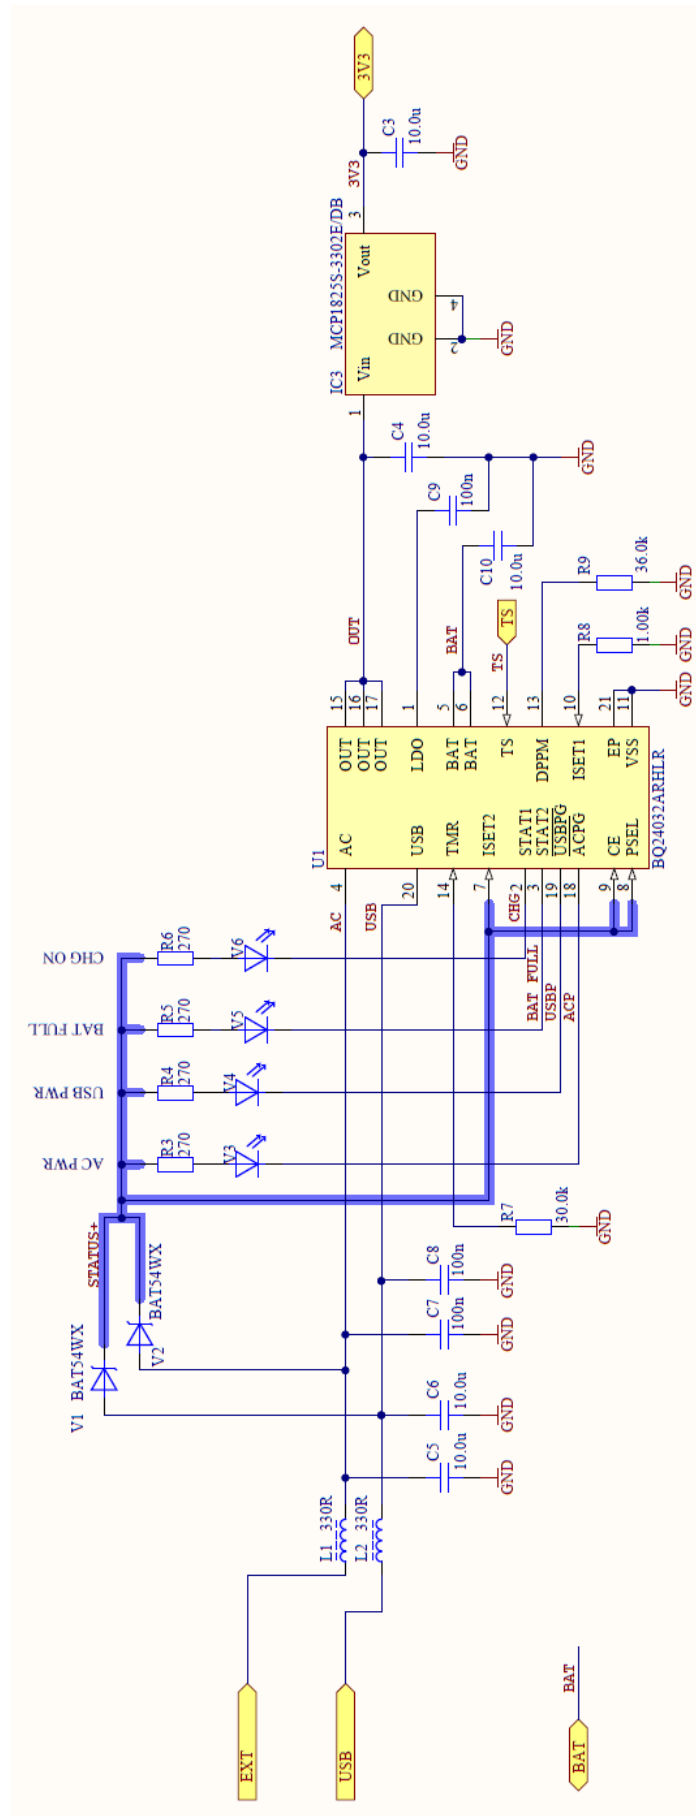 3V3
C3
10.0u
GND
3V3
3
MCP1825S-3302E/DB
IC3
Vout
Vin
GND
GND
4
2
GND
1
C4
10.0u
GND
C9
100n
C10
10.0u
OUT
BAT
TS
TS
R9
36.0k
GND
R8
1.00k
GND
GND
15
16
17
1
5
6
12
13
10
21
11
OUT
OUT
OUT
LDO
BAT
BAT
TS
DPPM
ISET1
EP
VSS
U1
AC
USB
TMR
ISET2
STAT1
STAT2
USBPG
ACPG
CE
PSEL
BQ24032ARHLR
4
20
14
7
2
3
19
18
9
8
AC
USB
CHG
BAT FULL
USBP
ACP
CHG ON
R6
270
V6
BAT FULL
R5
270
V5
USB PWR
R4
270
V4
AC PWR
R3
270
V3
STATUS+
R7
30.0k
GND
BAT54WX
V2
V1 BAT54WX
C8
100n
GND
C7
100n
GND
C6
10.0u
GND
C5
10.0u
GND
L1 330R
L2 330R
EXT
USB
BAT
BAT